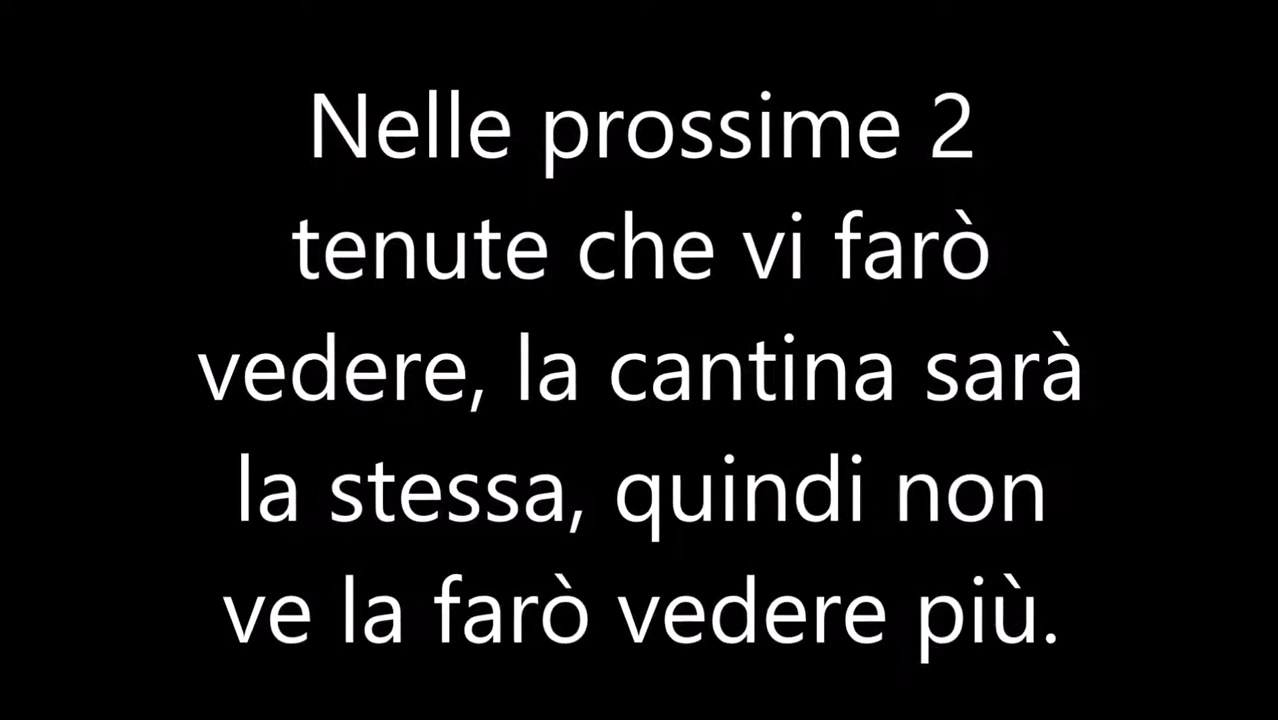 Nelle prossime 2
tenute che vi farò
vedere, la cantina sarà
la stessa, quindi non
ve la farò vedere più.